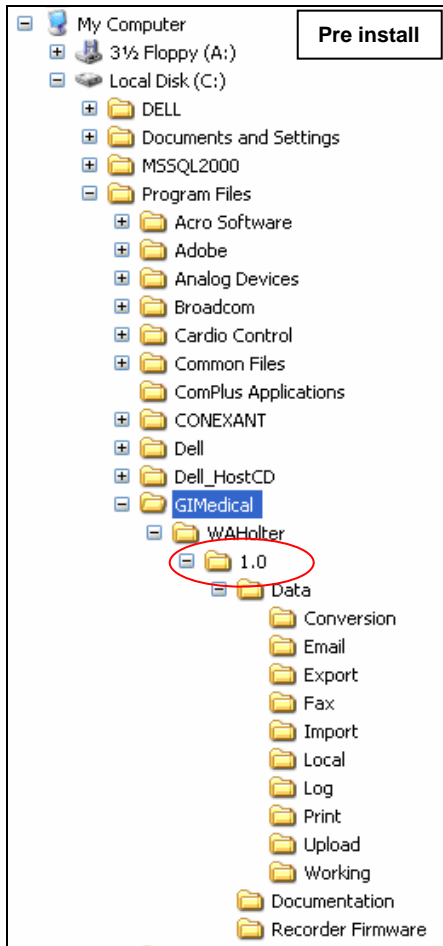 My Computer
Pre install
3½ Floppy (A:)
Local Disk (C:)
DELL
Documents and Settings
MSSQL2000
Program Files
Acro Software
Adobe
Analog Devices
Broadcom
Cardio Control
Common Files
ComPlus Applications
CONEXANT
Dell
Dell_HostCD
GIMedical
WAHolter
1.0
Data
Conversion
Email
Export
Fax
Import
Local
Log
Print
Upload
Working
Documentation
Recorder Firmware